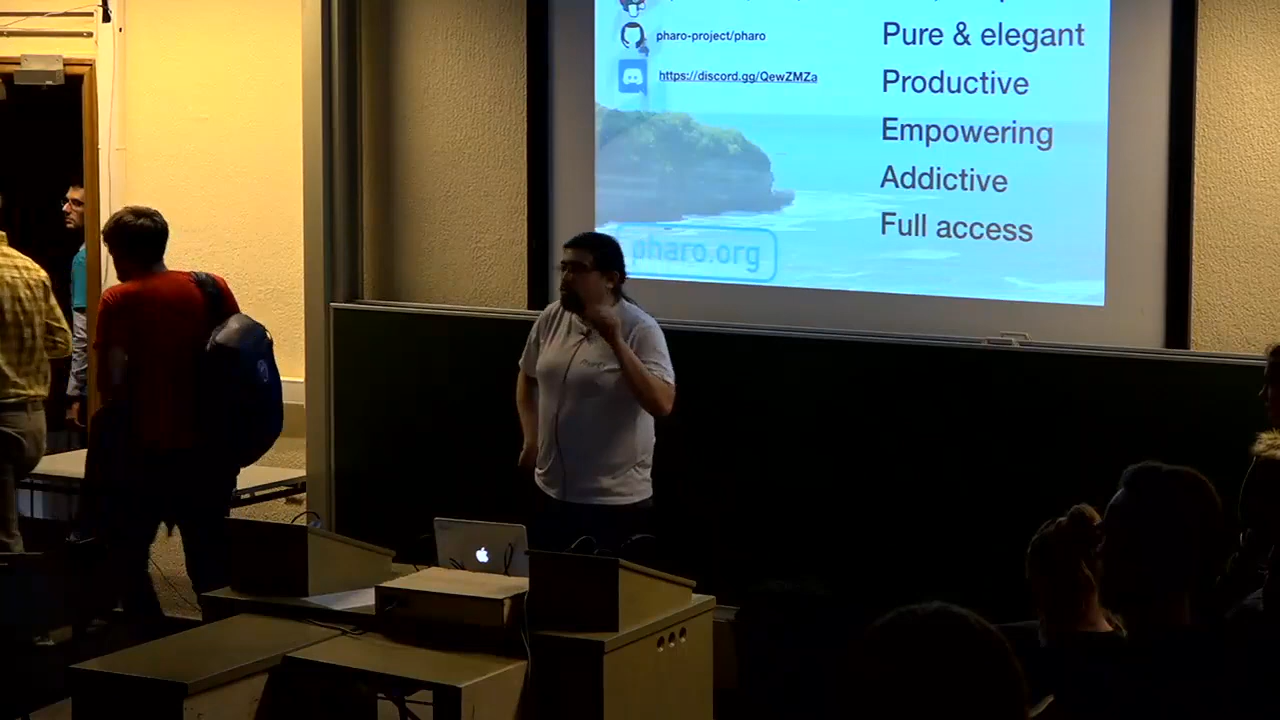 pharo-project/pharo
https://discord.gg/QewZMZa
Pure & elegant
Productive
Empowering
Addictive
Full access
pharo.org